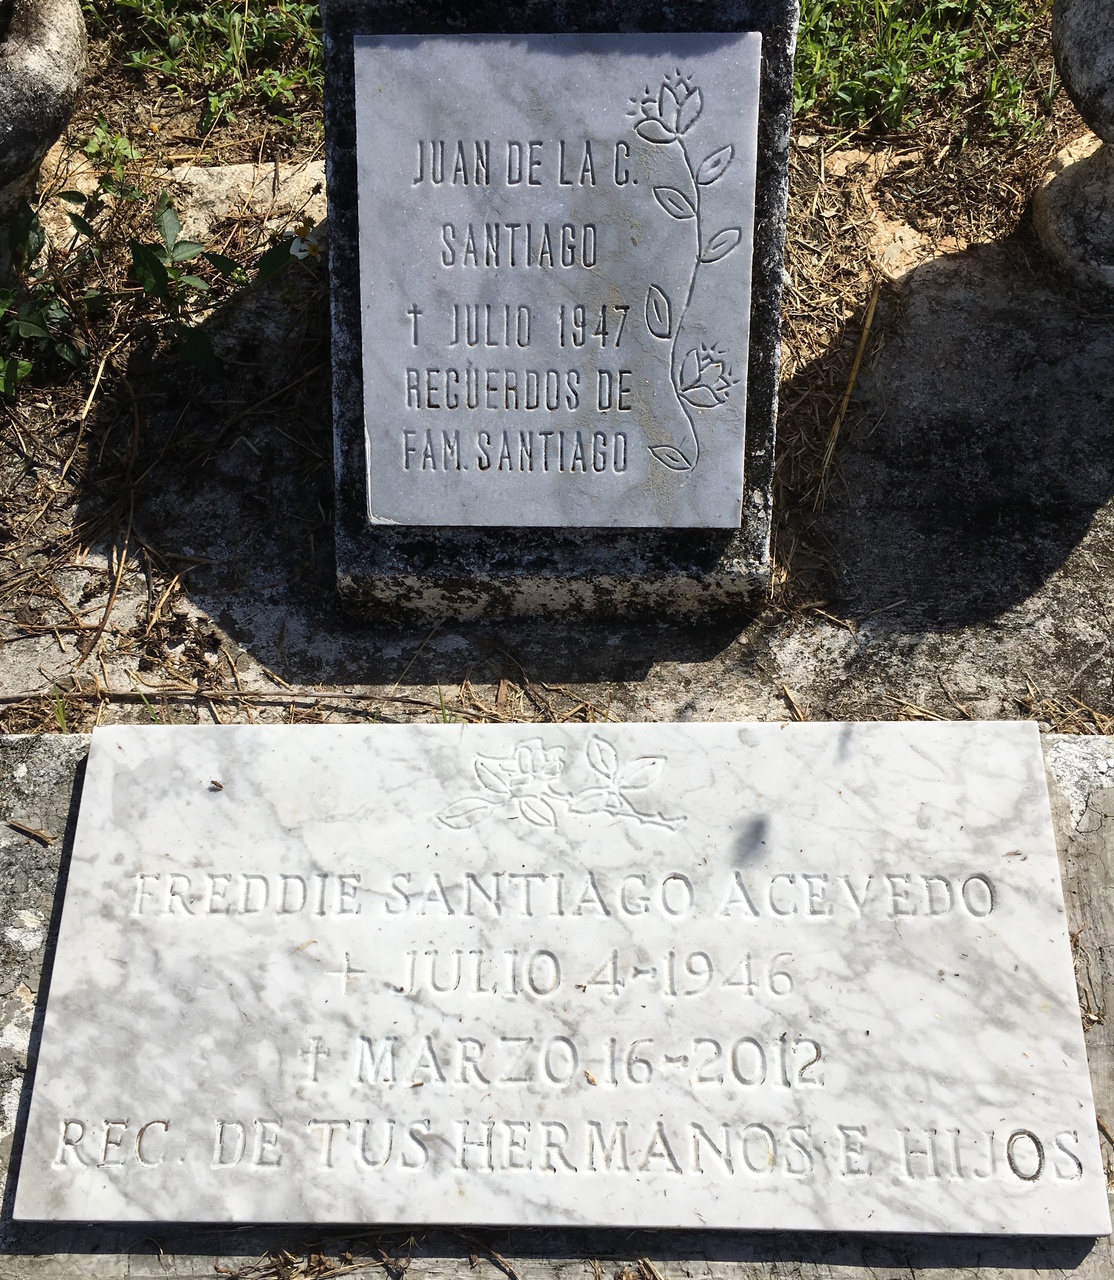 JUAN DE LA C.
SANTIAGO
† JULIO 1947
RECUERDOS DE
FAM. SANTIAGO
FREDDIE SANTIAGO ACEVEDO
+ JULIO 4-1946
† MARZO 16-2012
REC. DE TUS HERMANOS E HIJOS